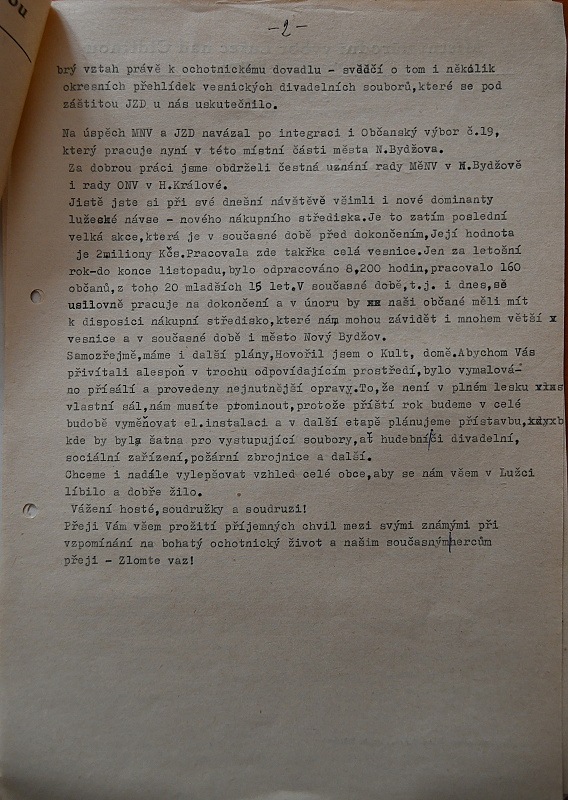 -2-
brý vztah právě k ochotnickému dovadlu - svědčí o tom i několik
okresních přehlídek vesnických divadelních souborů,které se pod
záštitou JZD u nás uskutečnilo.
Na úspěch MNV a JZD navázal po integraci i Občanský výbor č.19,
který pracuje nyní v této místní části města N.Bydžova.
Za dobrou práci jsme obdrželi čestná uznání rady MěNV v N.Bydžově
i rady ONV v H.Králové.
Jistě jste si při své dnešní návštěvě všimli i nové dominanty
lužecké návse - nového nákupního střediska.Je to zatím poslední
velká akce,která je v současné době před dokončením,Její hodnota
je 2miliony Kčs.Pracovala zde takřka celá vesnice.Jen za letošní
rok-do konce listopadu,bylo odpracováno 8,200 hodin,pracovalo 160
občanů,z toho 20 mladších 15 let.V současné době,t.j. i dnes,se
usilovně pracuje na dokončení a v únoru by xx naši občané měli mít
k disposici nákupní středisko,které nám mohou závidět i mnohem větší x
vesnice a v současné době i město Nový Bydžov.
Samozřejmě,máme i další plány,Hovořil jsem o Kult, domě.Abychom Vás
přivítali alespoň v trochu odpovídajícím prostředí,bylo vymalová-
no přísálí a provedeny nejnutnější opravy.To,že není v plném lesku
vlastní sál,nám musíte prominout,protože příští rok budeme v celé
budobě vyměňovat el.instalaci a v další etapě plánujeme přístavbu,
kde by byla šatna pro vystupující soubory,ať hudební/či divadelní,
sociální zařízení,požární zbrojnice a další.
Chceme i nadále vylepšovat vzhled celé obce,aby se nám všem v Lužci
líbilo a dobře žilo.
Vážení hosté,soudružky a soudruzi!
Přeji Vám všem prožití příjemných chvil mezi svými známými při
vzpomínání na bohatý ochotnický život a našim současným|hercům
přeji - Zlomte vaz!